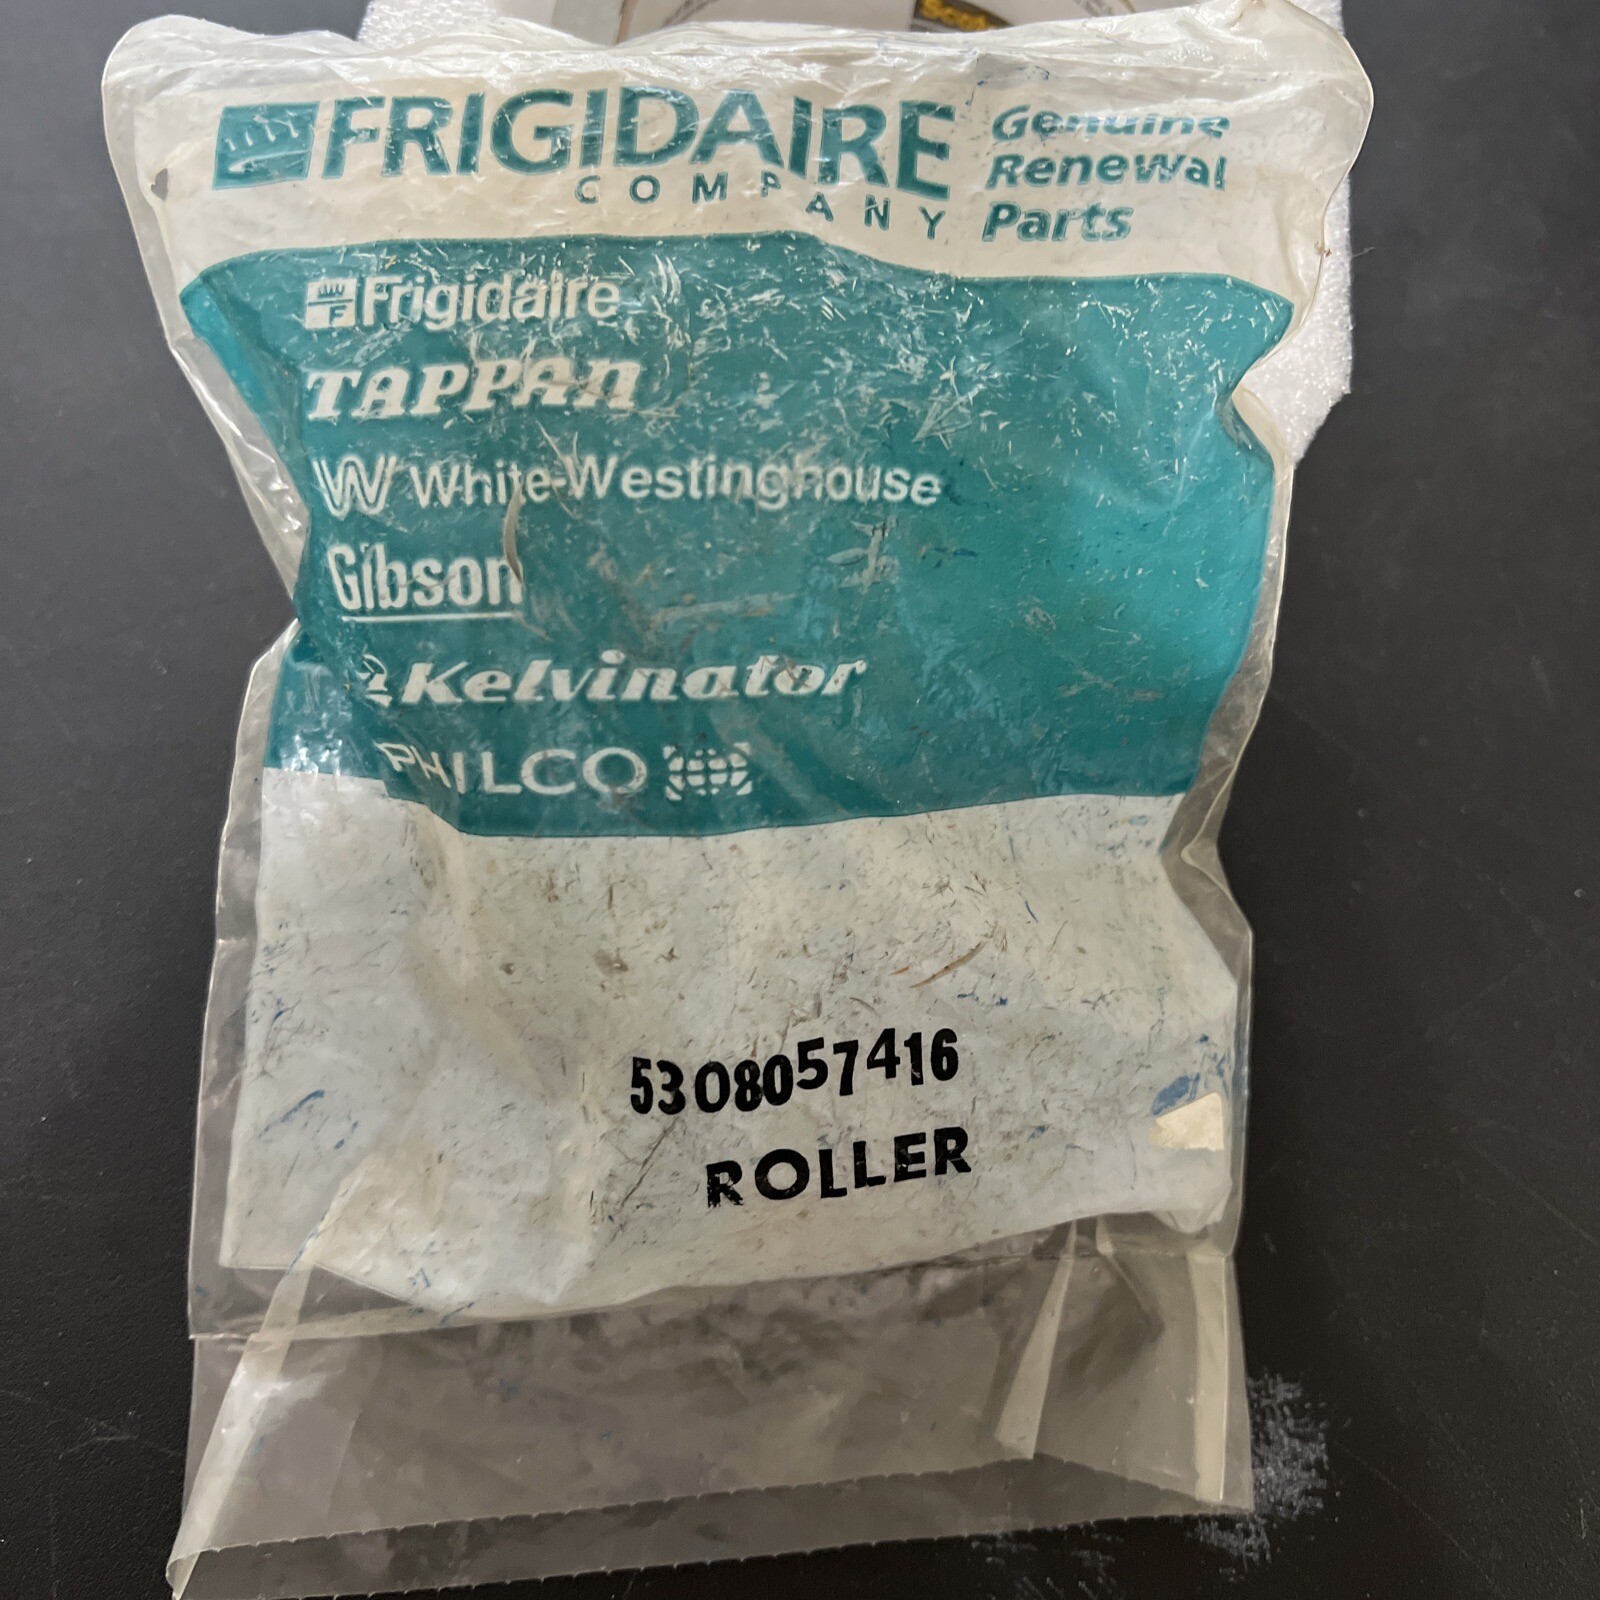 FRIGIDAIRE
COMPANY
Genuine
Renewal
Parts
Frigidaire
TAPPAN
White-Westinghouse
Gibson
Kelvinator
PHILCO
5308057416
ROLLER